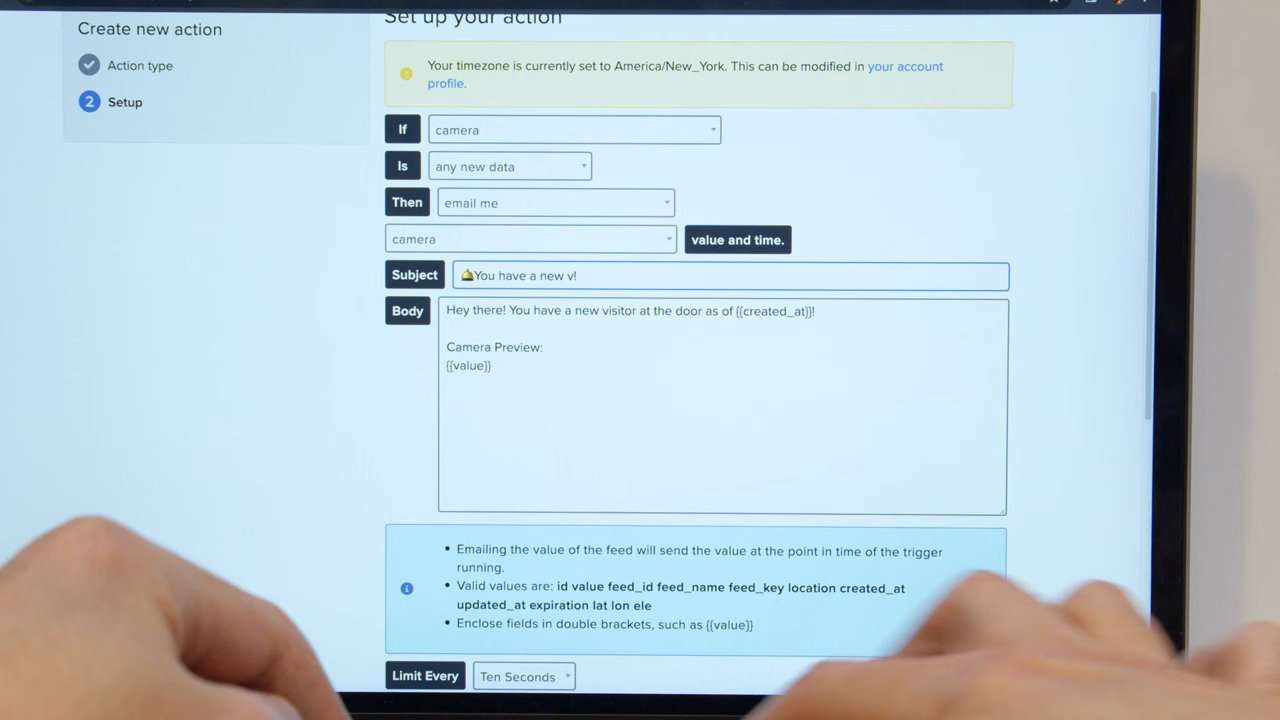 Set up your action
Create new action
Action type
2 Setup
Your timezone is currently set to America/New_York. This can be modified in your account
profile.
If camera
Is any new data
Then email me
camera value and time.
Subject 🛎️You have a new v!
Body Hey there! You have a new visitor at the door as of {{created_at}}!
Camera Preview:
{{value}}
• Emailing the value of the feed will send the value at the point in time of the trigger
running.
• Valid values are: id value feed_id feed_name feed_key location created_at
updated_at expiration lat lon ele
• Enclose fields in double brackets, such as {{value}}
Limit Every Ten Seconds